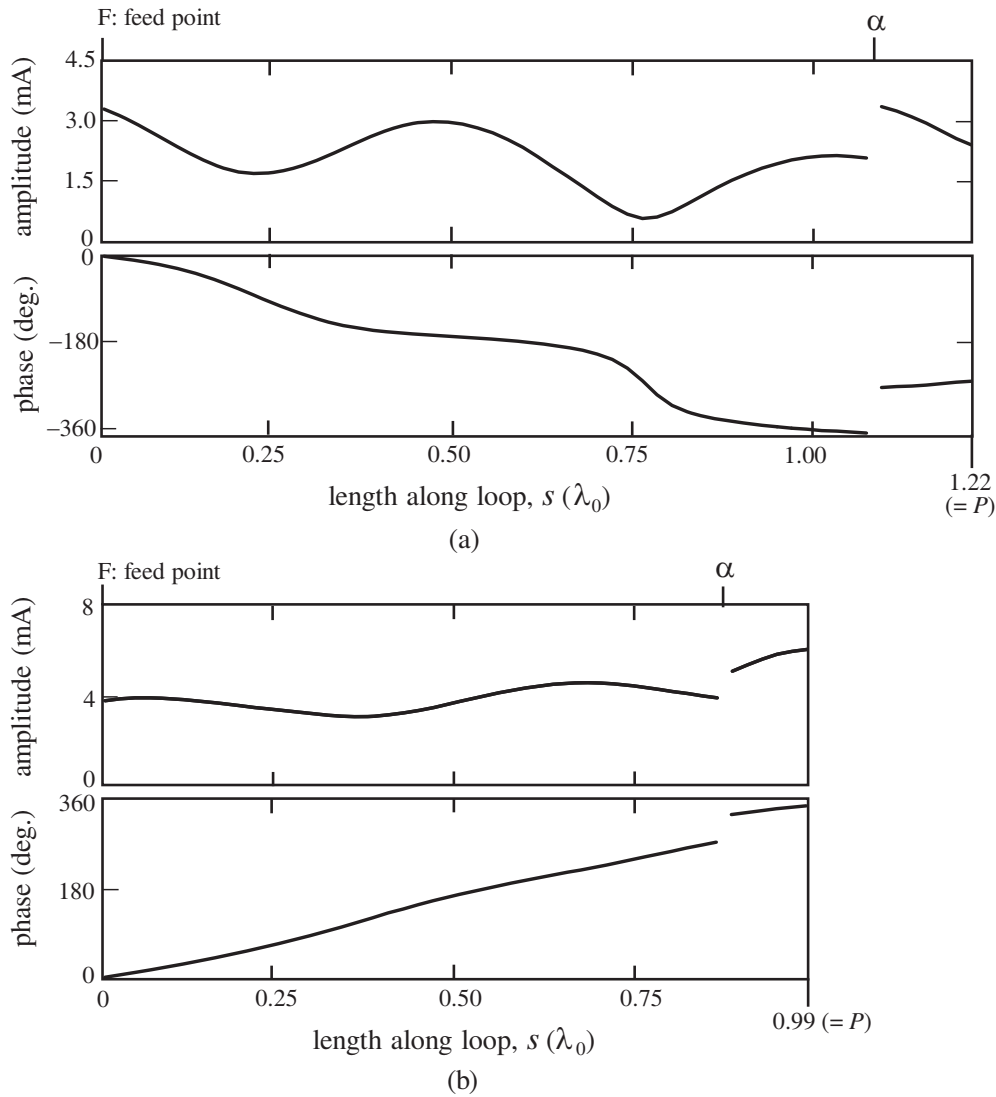 F: feed point
α
amplitude (mA)
4.5
3.0
1.5
0
phase (deg.)
0
–180
–360
0 0.25 0.50 0.75 1.00 1.22
(= P)
length along loop, s (λ0)
(a)
F: feed point
α
amplitude (mA)
8
4
0
phase (deg.)
360
180
0
0 0.25 0.50 0.75 0.99 (= P)
length along loop, s (λ0)
(b)